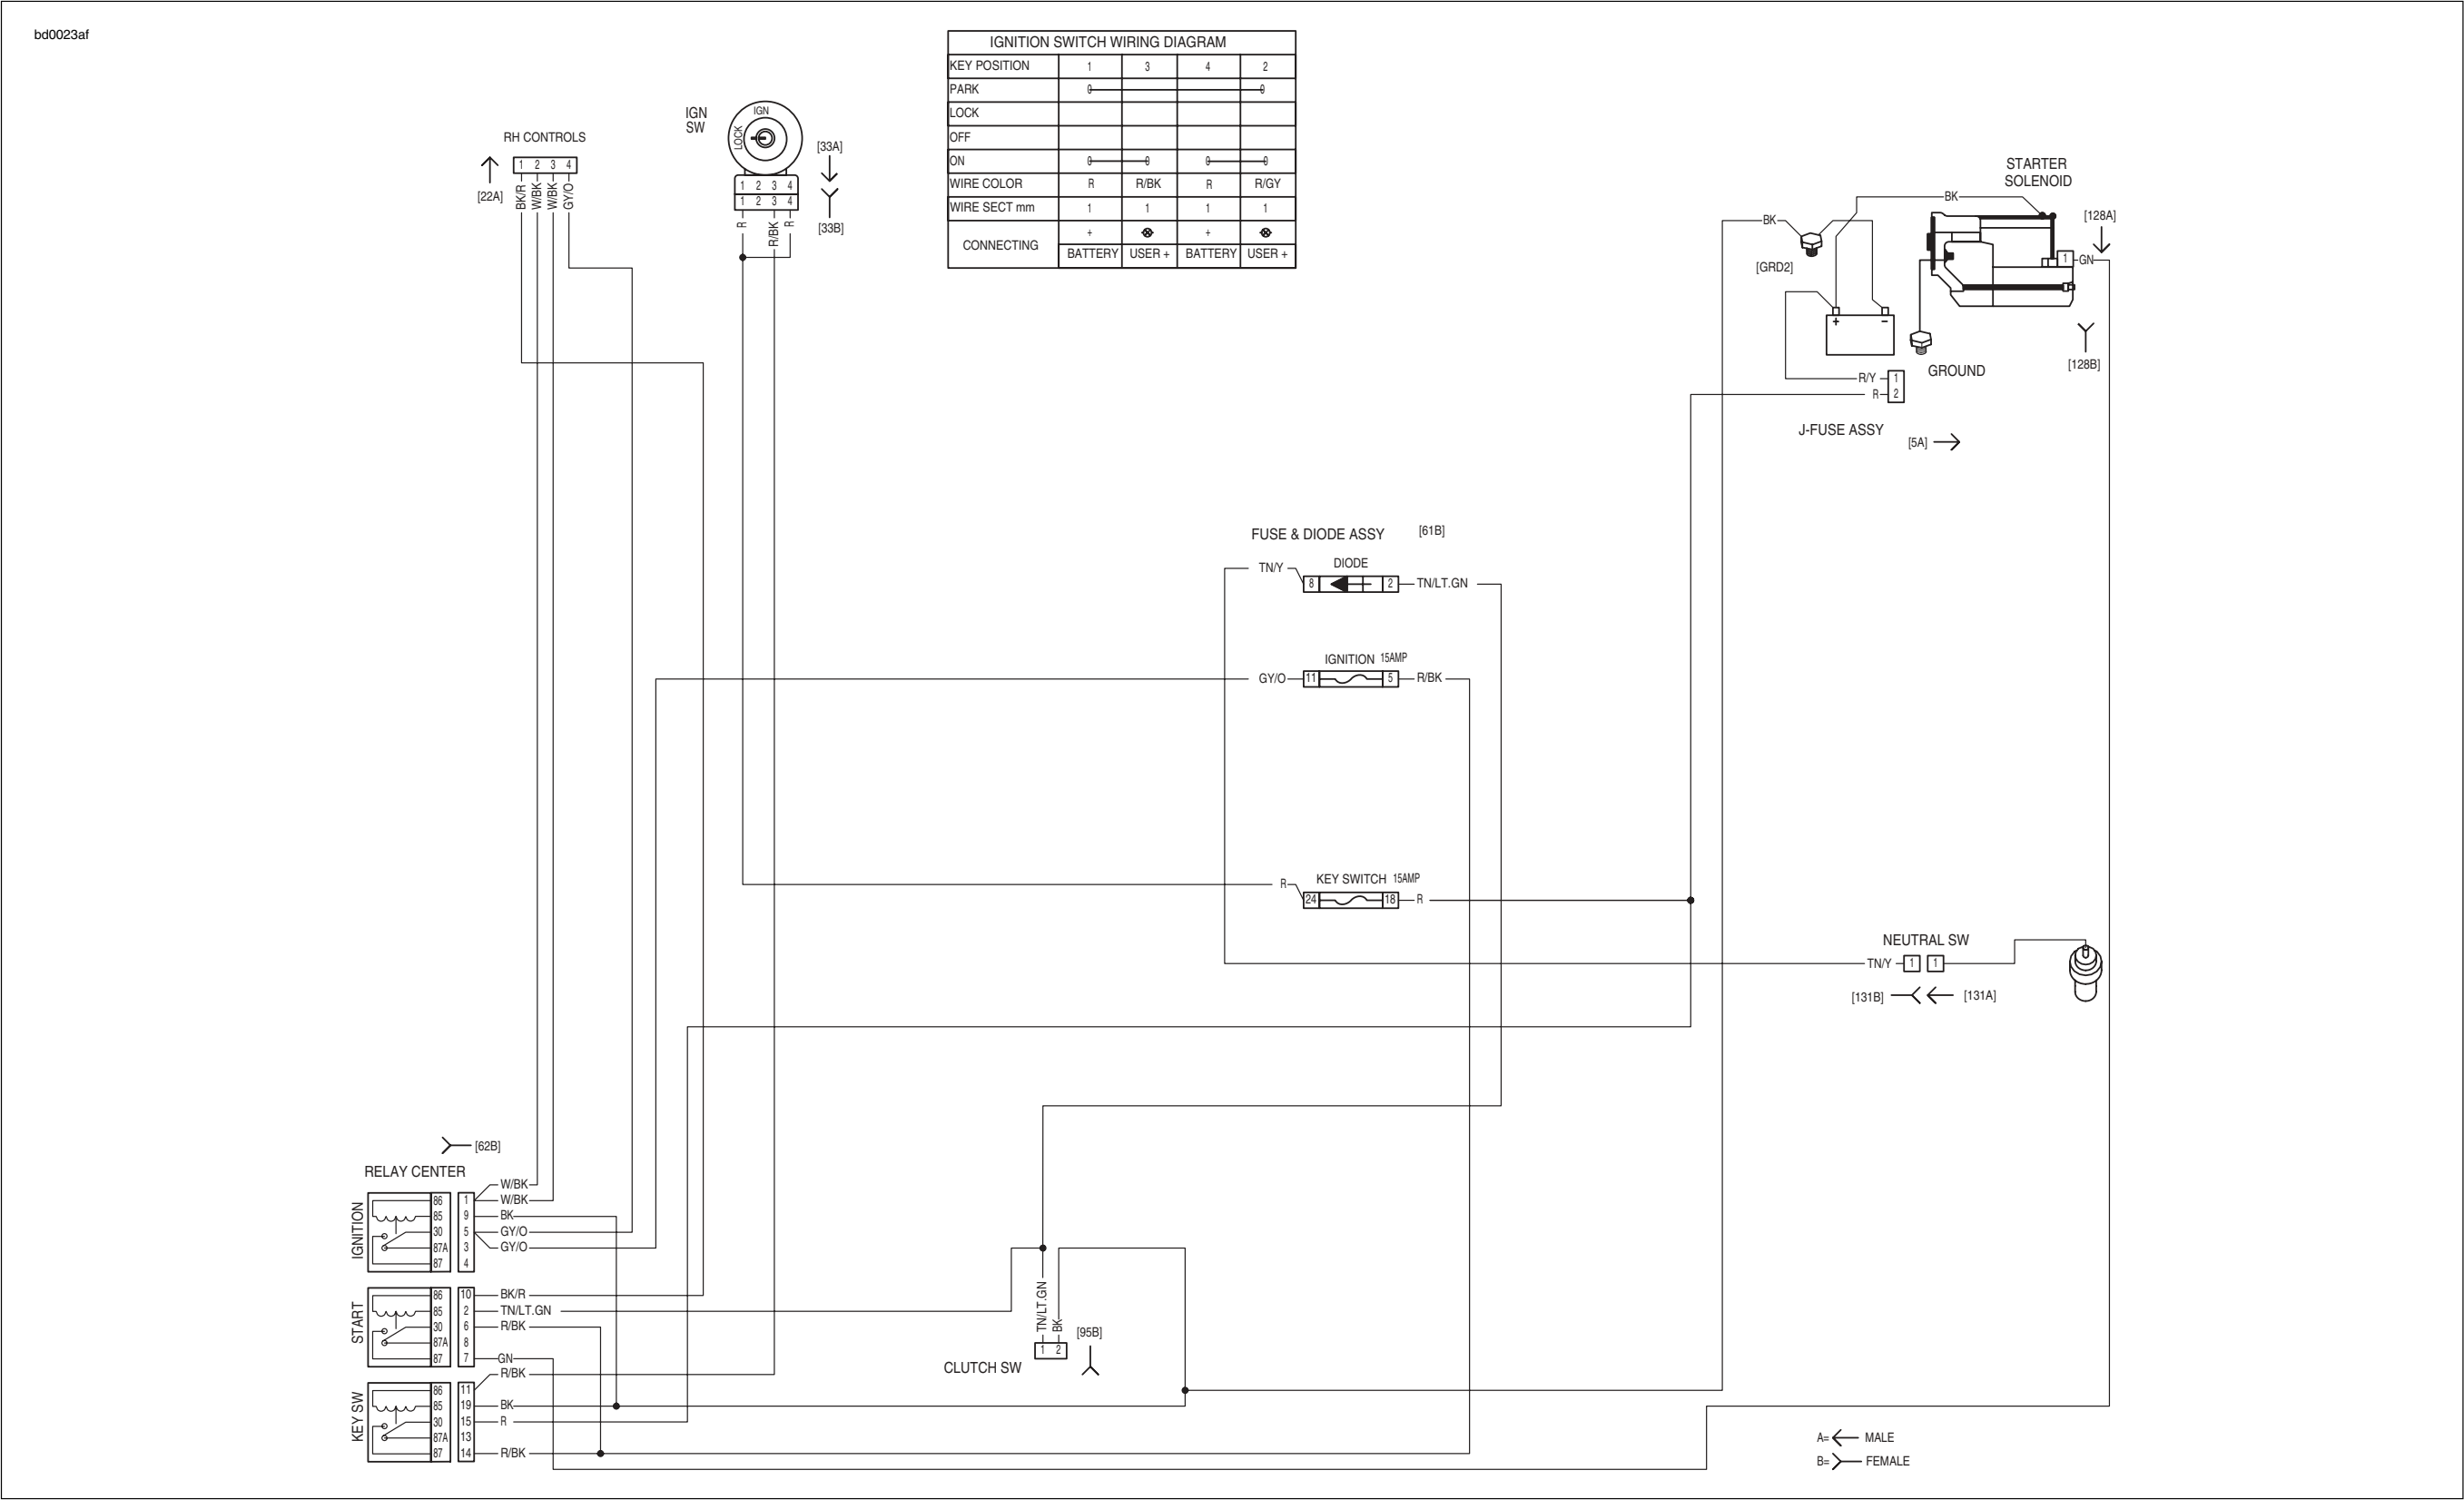 bd0023af
IGNITION SWITCH WIRING DIAGRAM
KEY POSITION 1 3 4 2
PARK 0 0
LOCK
OFF
ON 0 0 0 0
WIRE COLOR R R/BK R R/GY
WIRE SECT mm 1 1 1 1
CONNECTING + +
BATTERY USER + BATTERY USER +
RH CONTROLS
1 2 3 4
[22A]
BK/R
W/BK
W/BK
GY/O
IGN
SW
IGN
LOCK
1 2 3 4
1 2 3 4
[33A]
[33B]
R
R/BK
R
STARTER
SOLENOID
BK
BK
[128A]
1
GN
[GRD2]
+ −
[128B]
GROUND
R/Y 1
R 2
J-FUSE ASSY
[5A]
FUSE & DIODE ASSY [61B]
DIODE
TN/Y 8 2 TN/LT.GN
IGNITION 15AMP
GY/O 11 5 R/BK
KEY SWITCH 15AMP
R 24 18 R
NEUTRAL SW
TN/Y 1 1
[131B] [131A]
[62B]
RELAY CENTER
IGNITION
W/BK
86 1 W/BK
85 9 BK
30 5 GY/O
87A 3 GY/O
87 4
START
86 10 BK/R
85 2 TN/LT.GN
30 6 R/BK
87A 8
87 7 GN
KEY SW
R/BK
86 11
85 19 BK
30 15 R
87A 13
87 14 R/BK
TN/LT.GN
BK
1 2
[95B]
CLUTCH SW
A= MALE
B= FEMALE